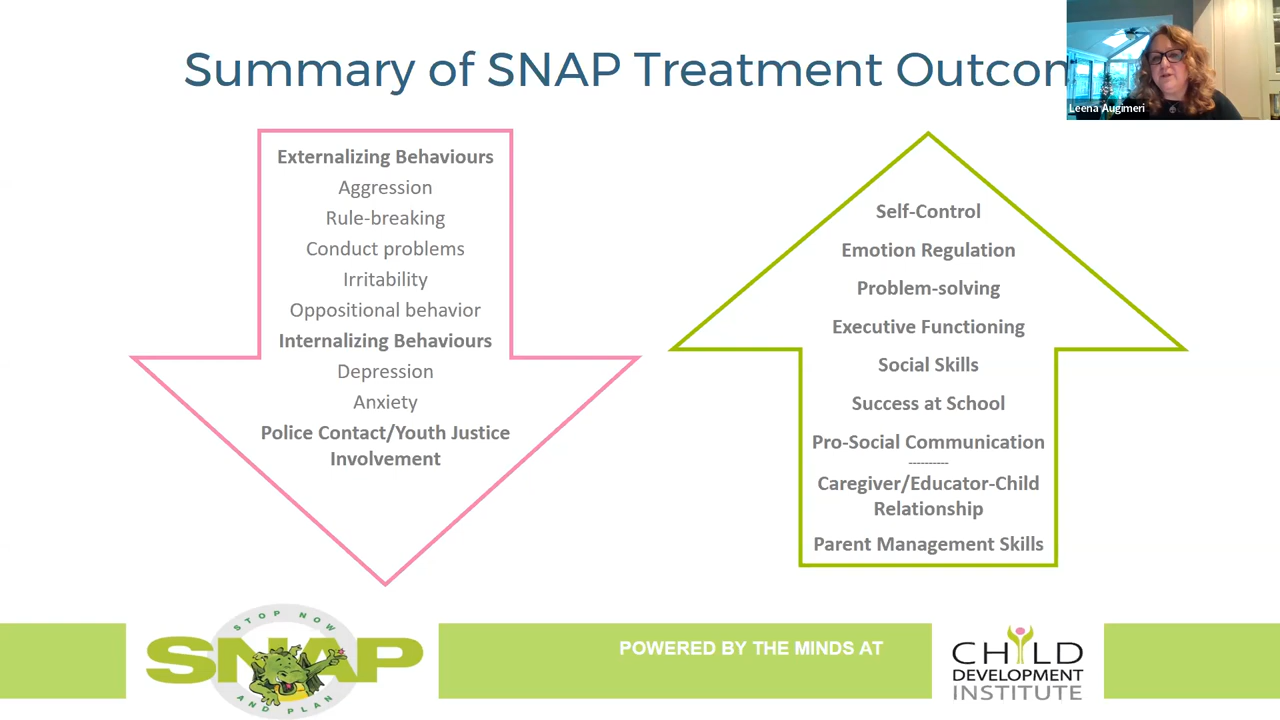 Summary of SNAP Treatment Outcom
Leena Augimeri
Externalizing Behaviours
Aggression
Rule-breaking
Conduct problems
Irritability
Oppositional behavior
Internalizing Behaviours
Depression
Anxiety
Police Contact/Youth Justice
Involvement
Self-Control
Emotion Regulation
Problem-solving
Executive Functioning
Social Skills
Success at School
Pro-Social Communication
----------
Caregiver/Educator-Child
Relationship
Parent Management Skills
STOP NOW
SNAP
AND PLAN
POWERED BY THE MINDS AT
CHILD
DEVELOPMENT
INSTITUTE